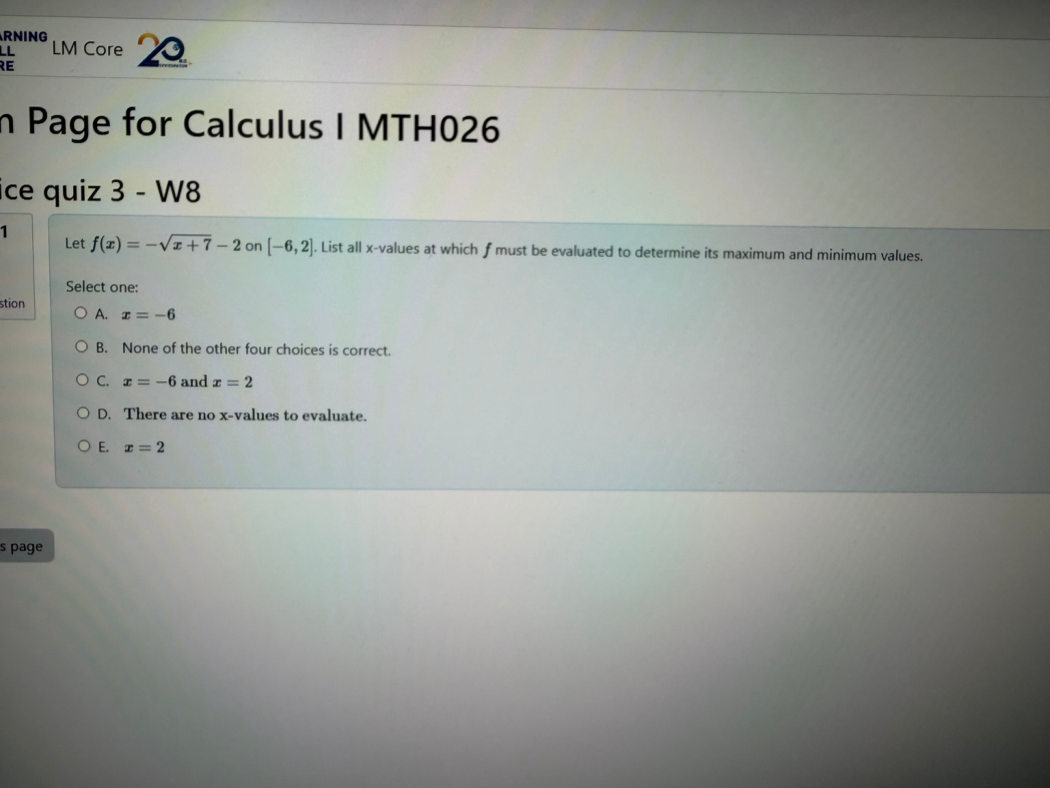 ARNING
LL
RE
LM Core 20
n Page for Calculus I MTH026
ice quiz 3 - W8
1
stion
Let f(x) = −√x + 7 − 2 on [−6, 2]. List all x-values at which f must be evaluated to determine its maximum and minimum values.
Select one:
A. x = −6
B. None of the other four choices is correct.
C. x = −6 and x = 2
D. There are no x-values to evaluate.
E. x = 2
s page